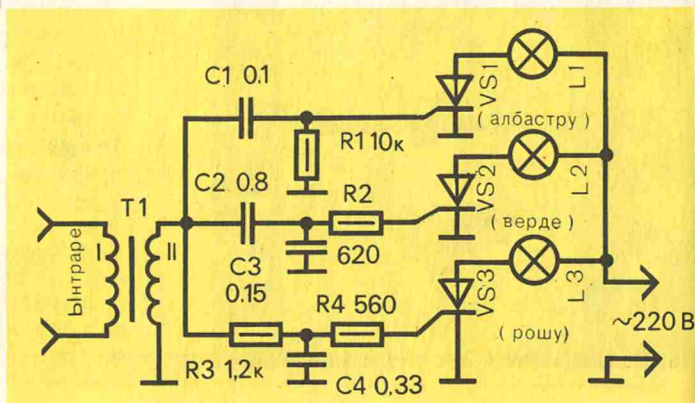 C1 0.1
R1 10к
VS1
L1
(албастру)
C2 0.8
R2
620
VS2
L2
(верде)
T1
I
II
Ынтраре
C3
0.15
R4 560
VS3
L3
(рошу)
~220 В
R3 1,2к
C4 0,33